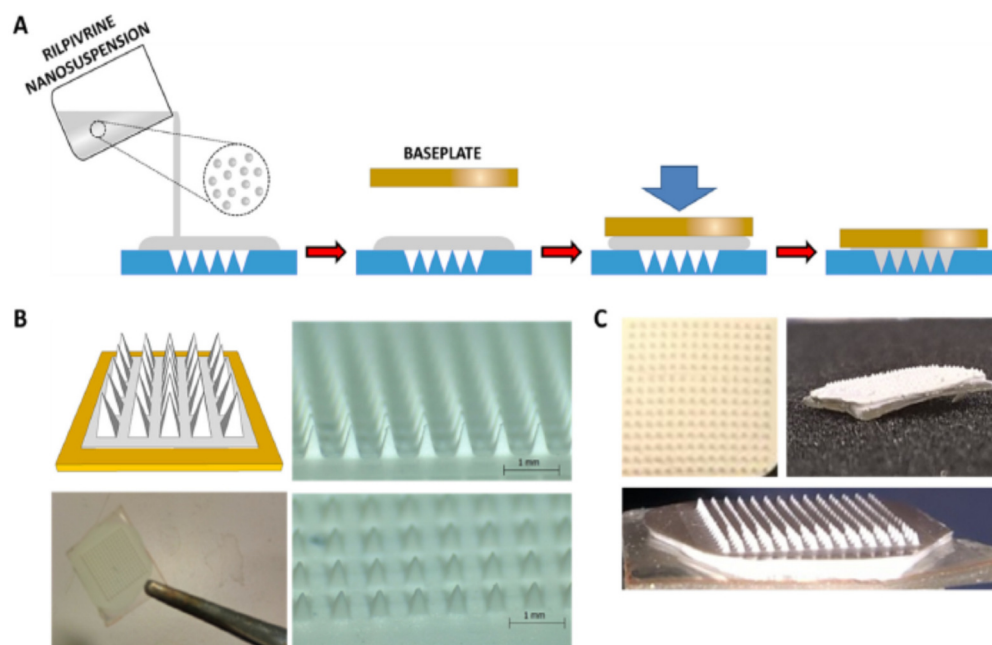 A
RILPIVRINE
NANOSUSPENSION
BASEPLATE
B
1 mm
1 mm
C